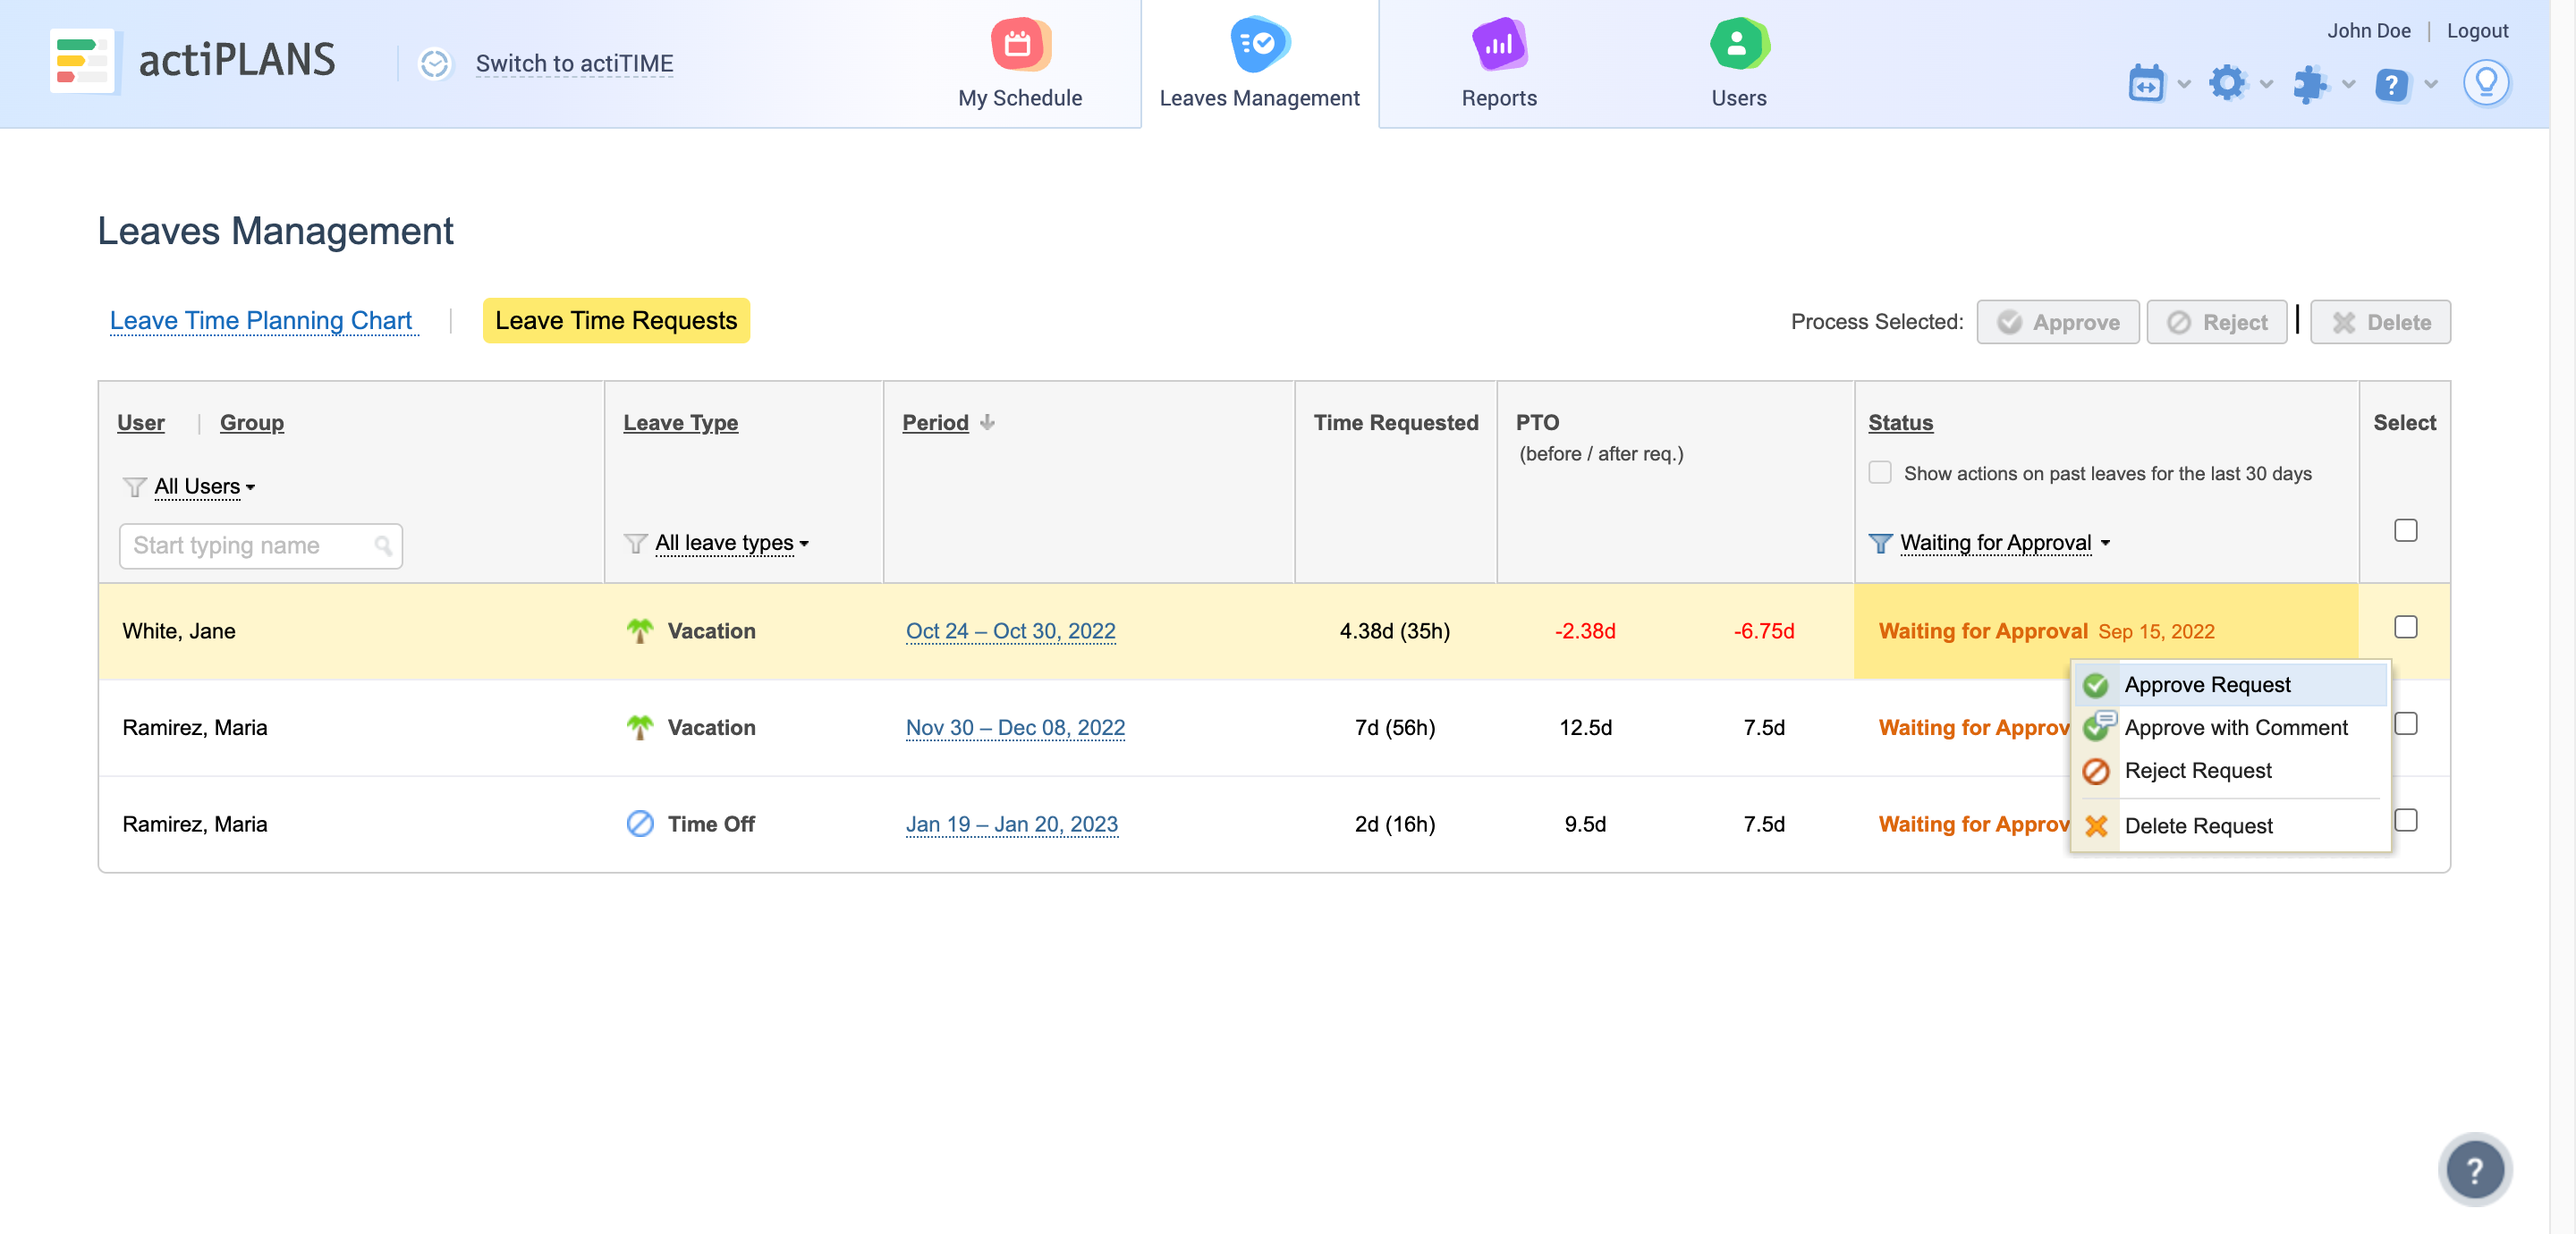 actiPLANS
Switch to actiTIME
My Schedule
Leaves Management
Reports
Users
John Doe | Logout
Leaves Management
Leave Time Planning Chart | Leave Time Requests
Process Selected: Approve Reject | Delete
User | Group
Leave Type
Period
Time Requested
PTO
(before / after req.)
Status
Select
Show actions on past leaves for the last 30 days
All Users
Start typing name
All leave types
Waiting for Approval
White, Jane Vacation Oct 24 – Oct 30, 2022 4.38d (35h) -2.38d -6.75d Waiting for Approval Sep 15, 2022
Approve Request
Ramirez, Maria Vacation Nov 30 – Dec 08, 2022 7d (56h) 12.5d 7.5d Waiting for Approv
Approve with Comment
Reject Request
Ramirez, Maria Time Off Jan 19 – Jan 20, 2023 2d (16h) 9.5d 7.5d Waiting for Approv
Delete Request
?